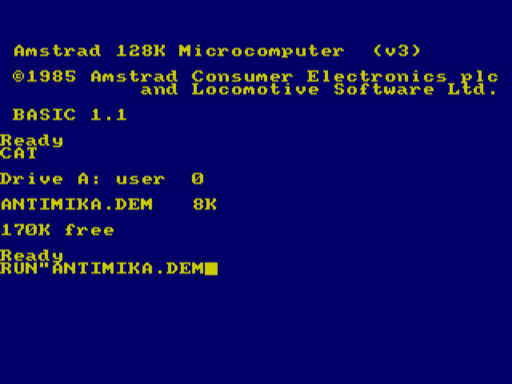 Amstrad 128K Microcomputer (v3)
©1985 Amstrad Consumer Electronics plc
and Locomotive Software Ltd.
BASIC 1.1
Ready
CAT
Drive A: user 0
ANTIMIKA.DEM 8K
170K free
Ready
RUN"ANTIMIKA.DEM